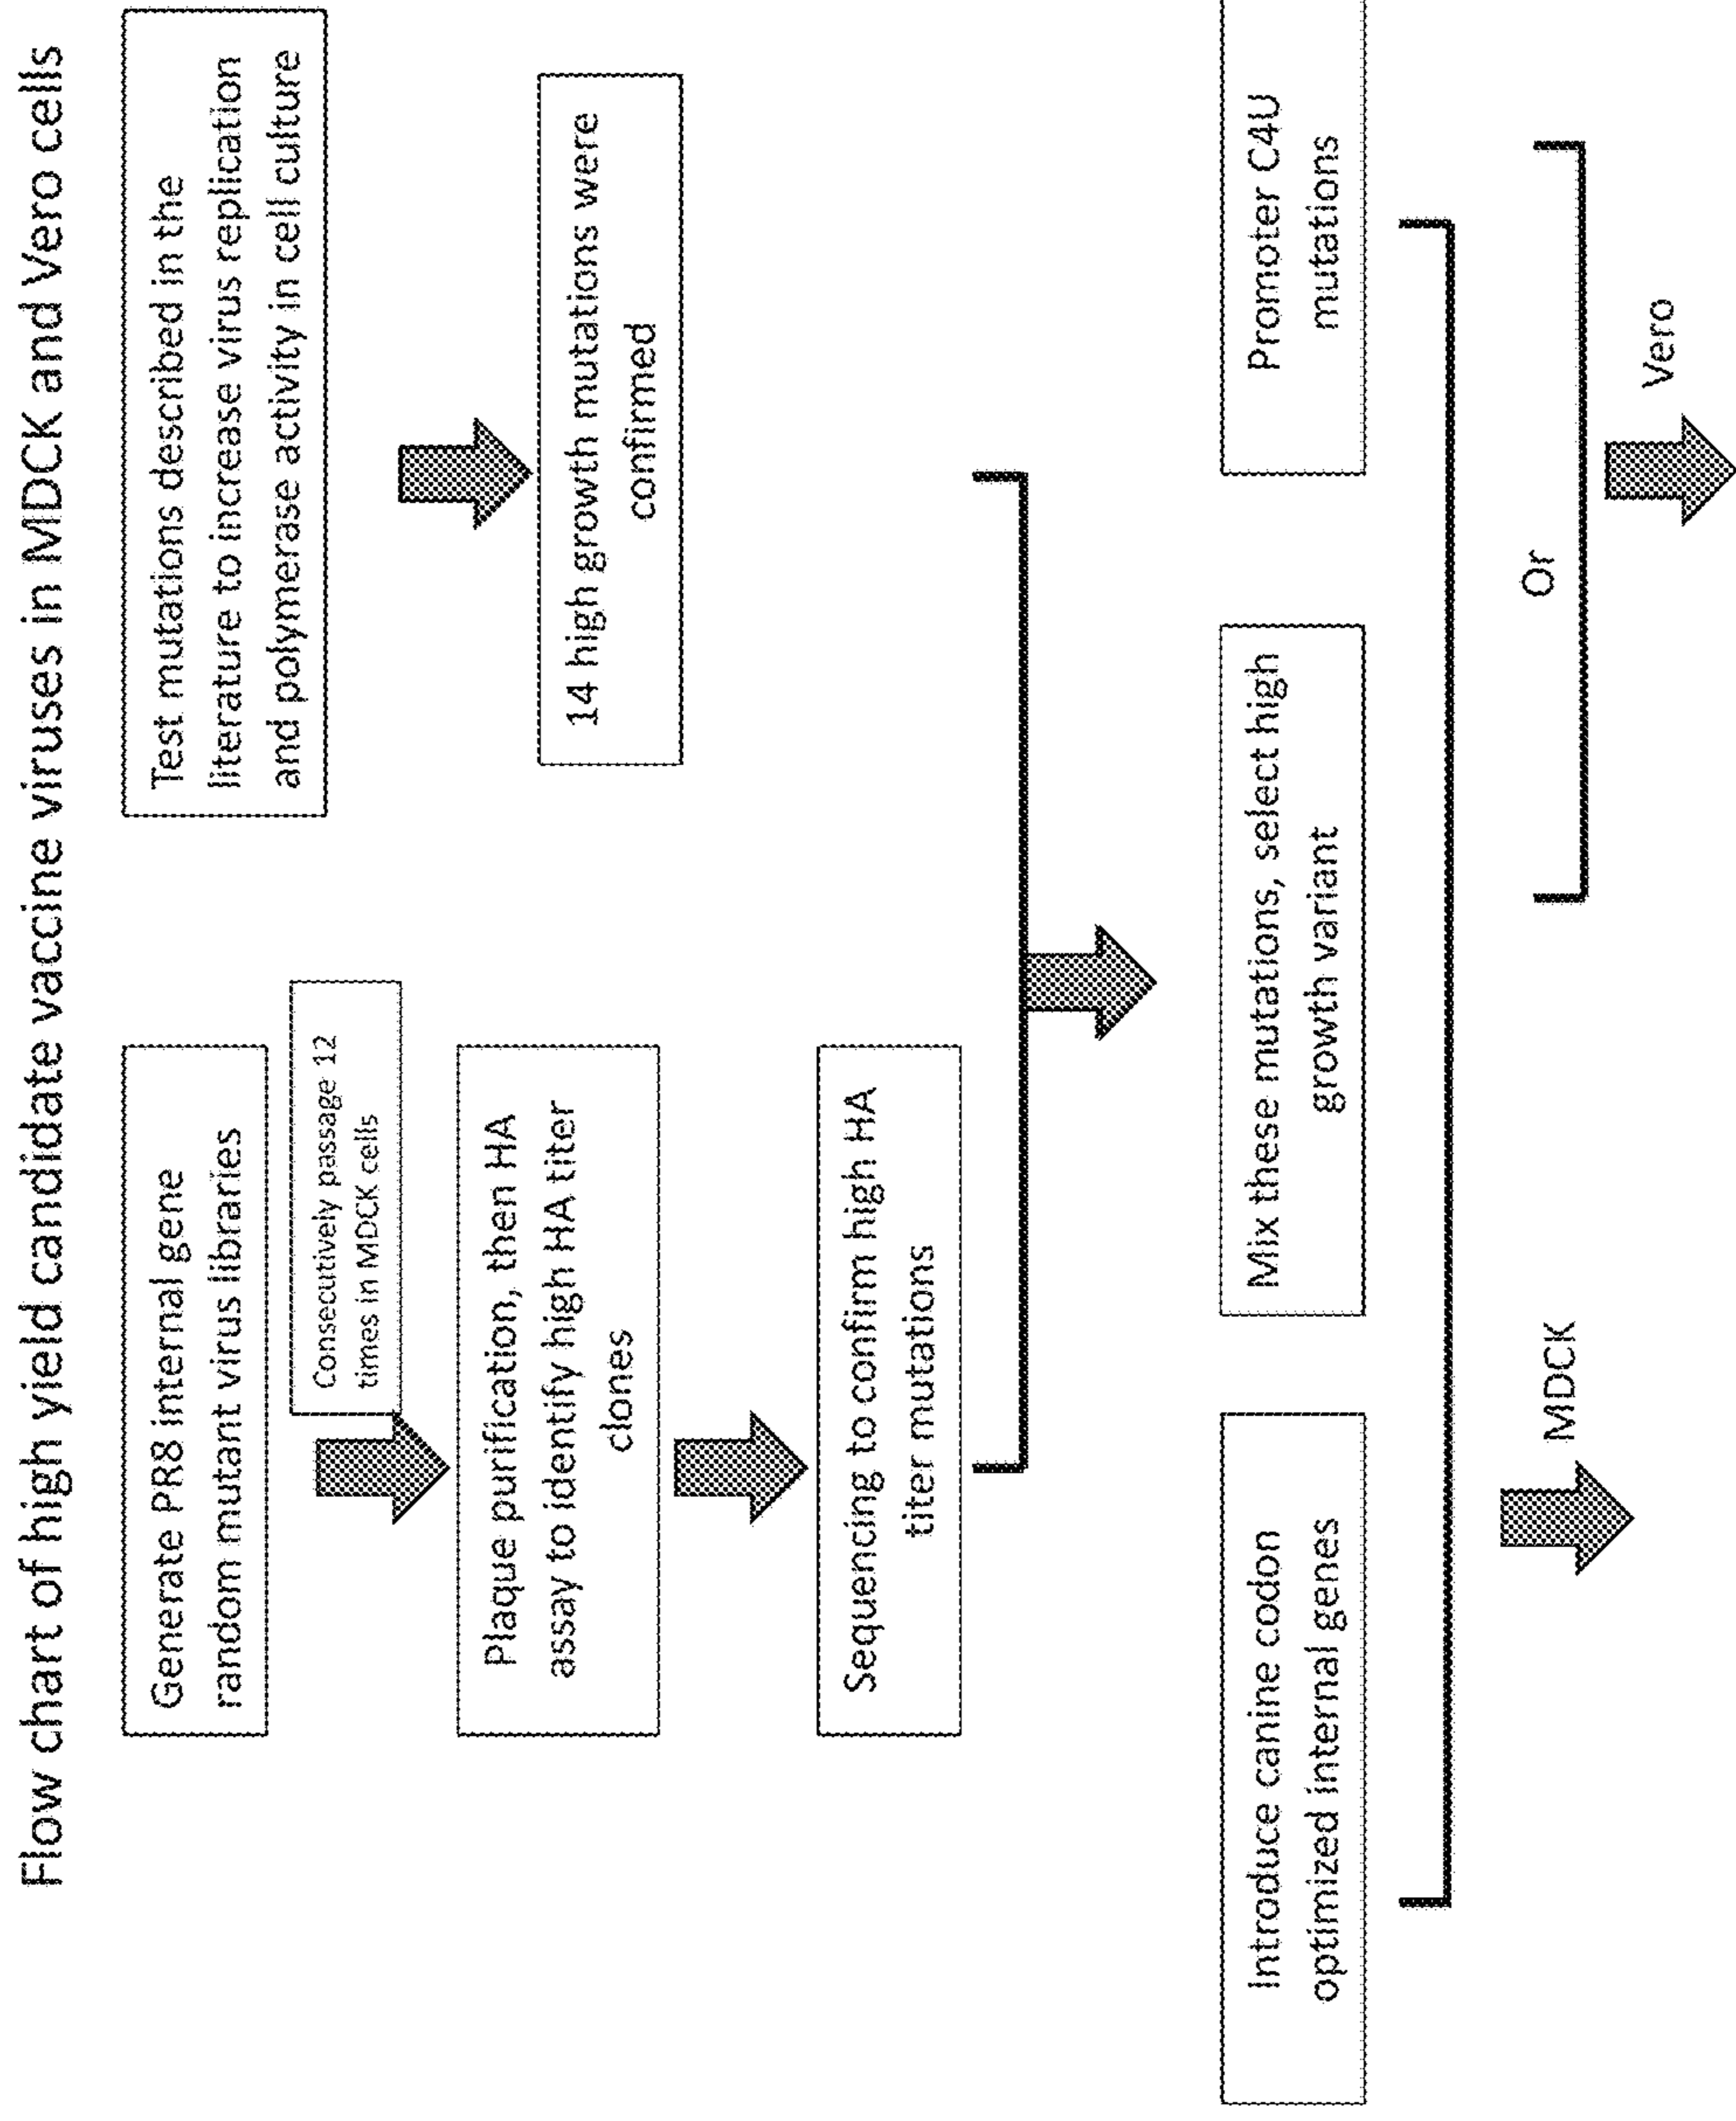 Flow chart of high yield candidate vaccine viruses in MDCK and Vero cells
Generate PR8 internal gene
random mutant virus libraries
Consecutively passage 12
times in MDCK cells
Plaque purification, then HA
assay to identify high HA titer
clones
Sequencing to confirm high HA
titer mutations
Test mutations described in the
literature to increase virus replication
and polymerase activity in cell culture
14 high growth mutations were
confirmed
Introduce canine codon
optimized internal genes
Mix these mutations, select high
growth variant
Promoter C4U
mutations
Or
MDCK
Vero